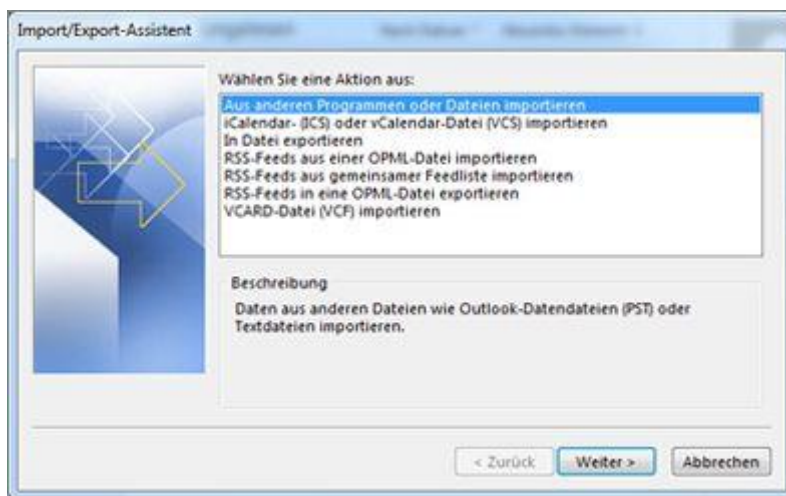 Import/Export-Assistent
Wählen Sie eine Aktion aus:
Aus anderen Programmen oder Dateien importieren
iCalendar- (ICS) oder vCalendar-Datei (VCS) importieren
In Datei exportieren
RSS-Feeds aus einer OPML-Datei importieren
RSS-Feeds aus gemeinsamer Feedliste importieren
RSS-Feeds in eine OPML-Datei exportieren
VCARD-Datei (VCF) importieren
Beschreibung
Daten aus anderen Dateien wie Outlook-Datendateien (PST) oder
Textdateien importieren.
< Zurück Weiter > Abbrechen